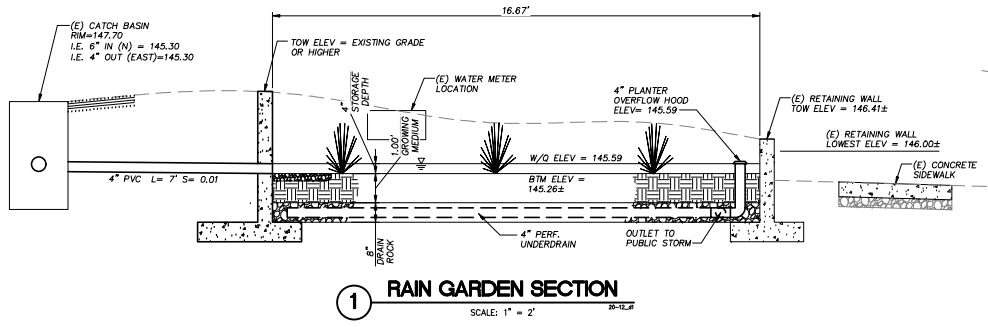 16.67'
(E) CATCH BASIN
RIM=147.70
I.E. 6" IN (N) = 145.30
I.E. 4" OUT (EAST)=145.30
TOW ELEV = EXISTING GRADE
OR HIGHER
4"
STORAGE
DEPTH
1.00'
GROWING
MEDIUM
(E) WATER METER
LOCATION
4" PLANTER
OVERFLOW HOOD
ELEV= 145.59
(E) RETAINING WALL
TOW ELEV = 146.41±
(E) RETAINING WALL
LOWEST ELEV = 146.00±
(E) CONCRETE
SIDEWALK
W/Q ELEV = 145.59
BTM ELEV =
145.26±
4" PVC L= 7' S= 0.01
8"
DRAIN
ROCK
4" PERF.
UNDERDRAIN
OUTLET TO
PUBLIC STORM
1
RAIN GARDEN SECTION
SCALE: 1" = 2'
20-12_d1